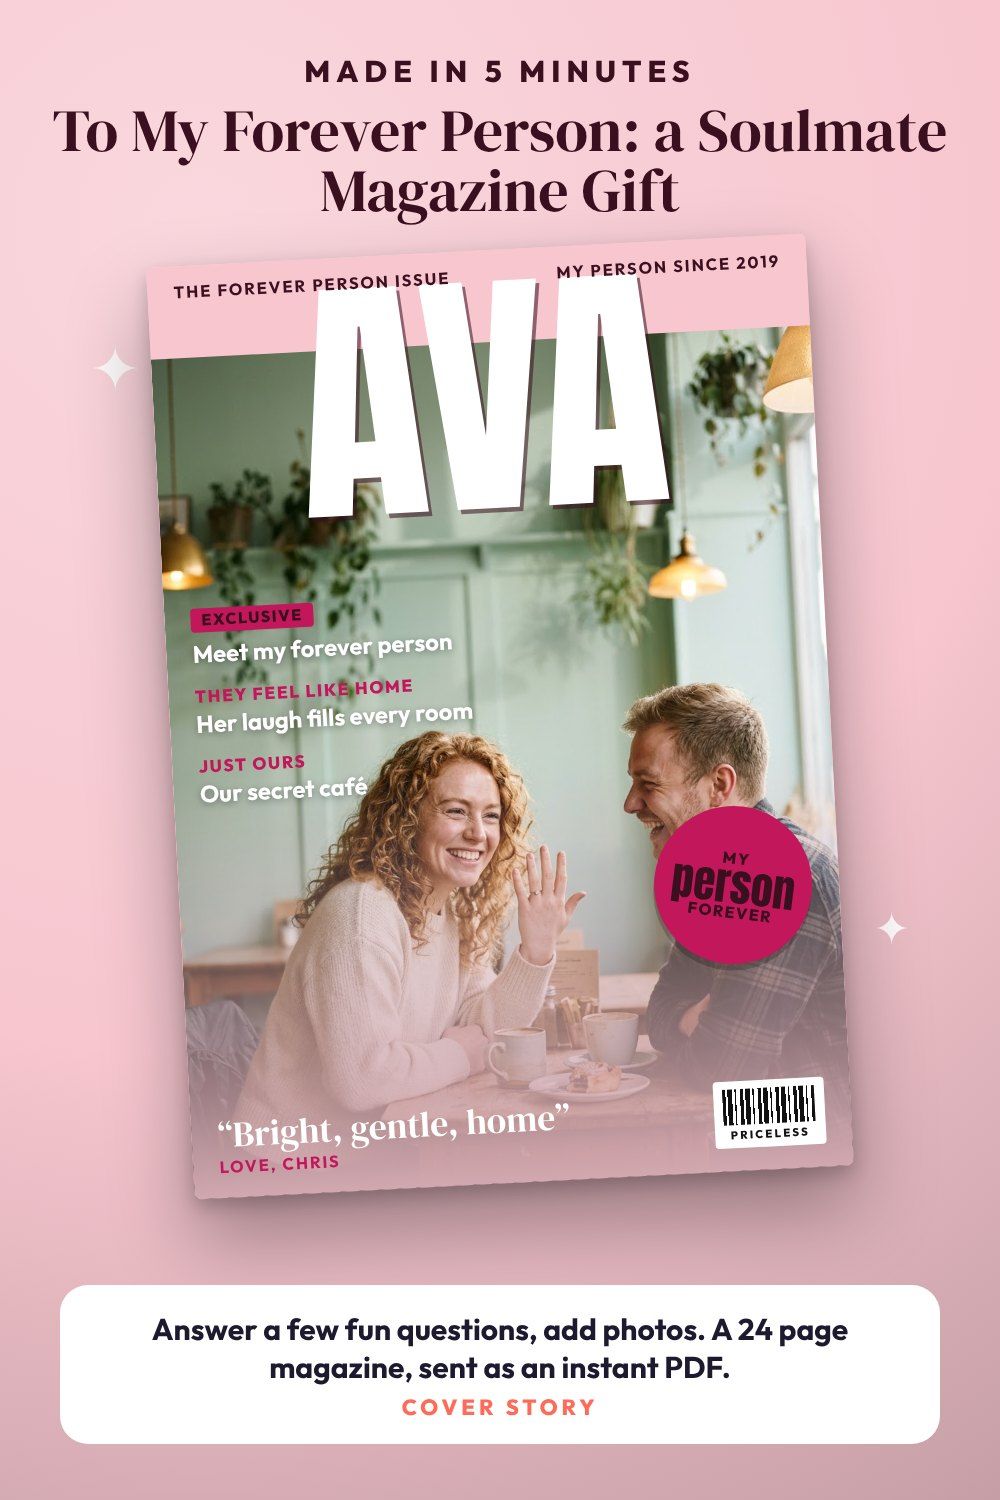 MADE IN 5 MINUTES
To My Forever Person: a Soulmate
Magazine Gift
THE FOREVER PERSON ISSUE
MY PERSON SINCE 2019
AVA
EXCLUSIVE
Meet my forever person
THEY FEEL LIKE HOME
Her laugh fills every room
JUST OURS
Our secret café
MY
person
FOREVER
“Bright, gentle, home”
LOVE, CHRIS
PRICELESS
Answer a few fun questions, add photos. A 24 page
magazine, sent as an instant PDF.
COVER STORY